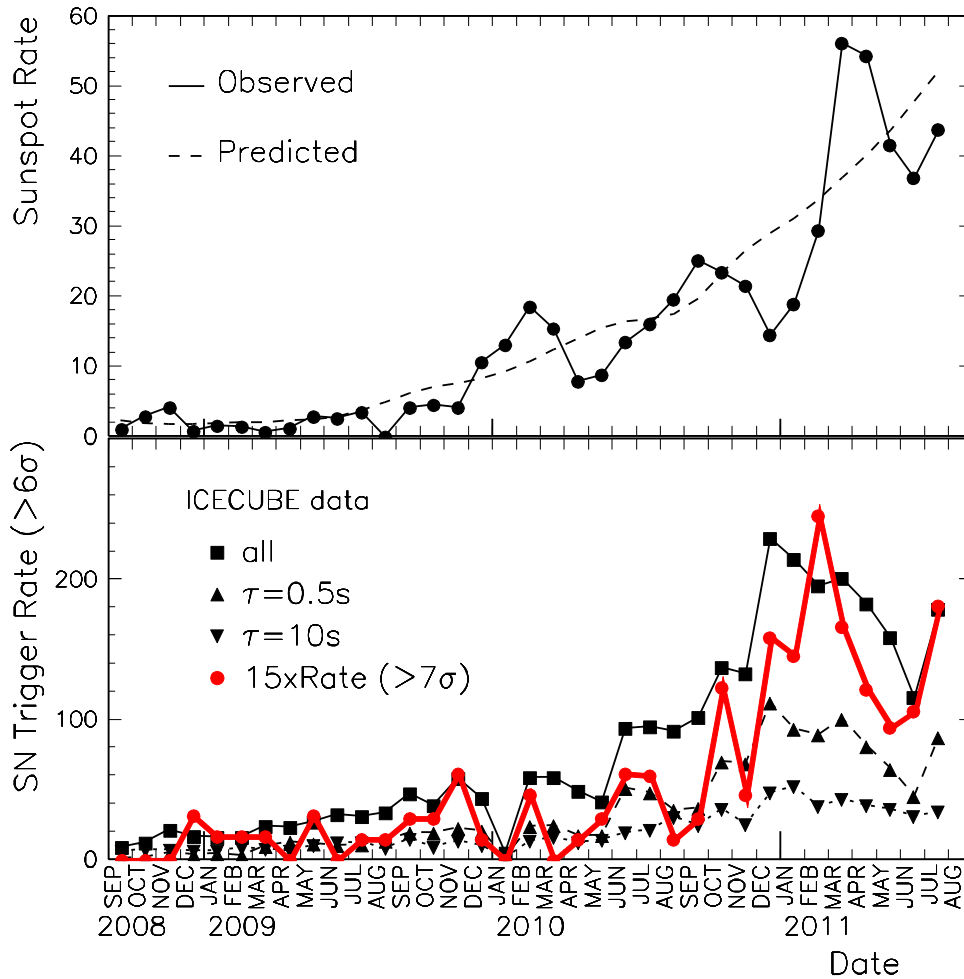 Sunspot Rate
60
50
40
30
20
10
0
Observed
Predicted
SN Trigger Rate (>6σ)
200
100
0
ICECUBE data
all
τ=0.5s
τ=10s
15xRate (>7σ)
SEP
OCT
NOV
DEC
JAN
FEB
MAR
APR
MAY
JUN
JUL
AUG
SEP
OCT
NOV
DEC
JAN
FEB
MAR
APR
MAY
JUN
JUL
AUG
SEP
OCT
NOV
DEC
JAN
FEB
MAR
APR
MAY
JUN
JUL
AUG
2008 2009 2010 2011
Date